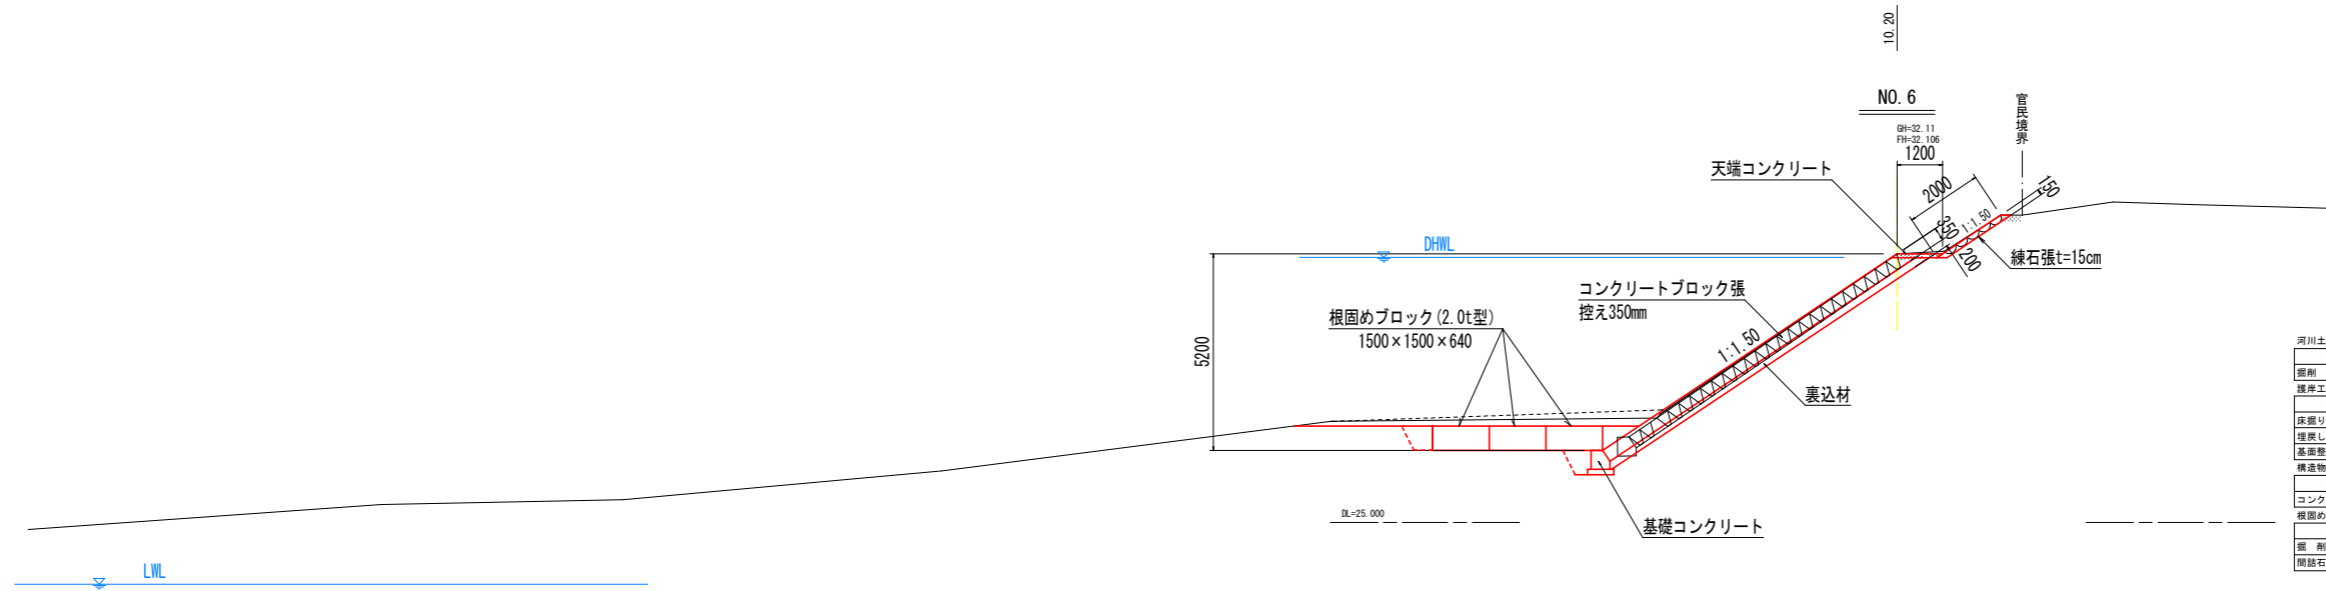 10.20
NO.6
官民境界
GH=32.11
FH=32.106
1200
天端コンクリート
2000
150
350
1:1.50
200
練石張t=15cm
DHWL
コンクリートブロック張
控え350mm
根固めブロック(2.0t型)
1500×1500×640
5200
1:1.50
裏込材
DL=25.000
基礎コンクリート
LWL
河川土
掘削
護岸工
床掘り
埋戻し
基面整
構造物
コンク
根固め
掘 削
間詰石